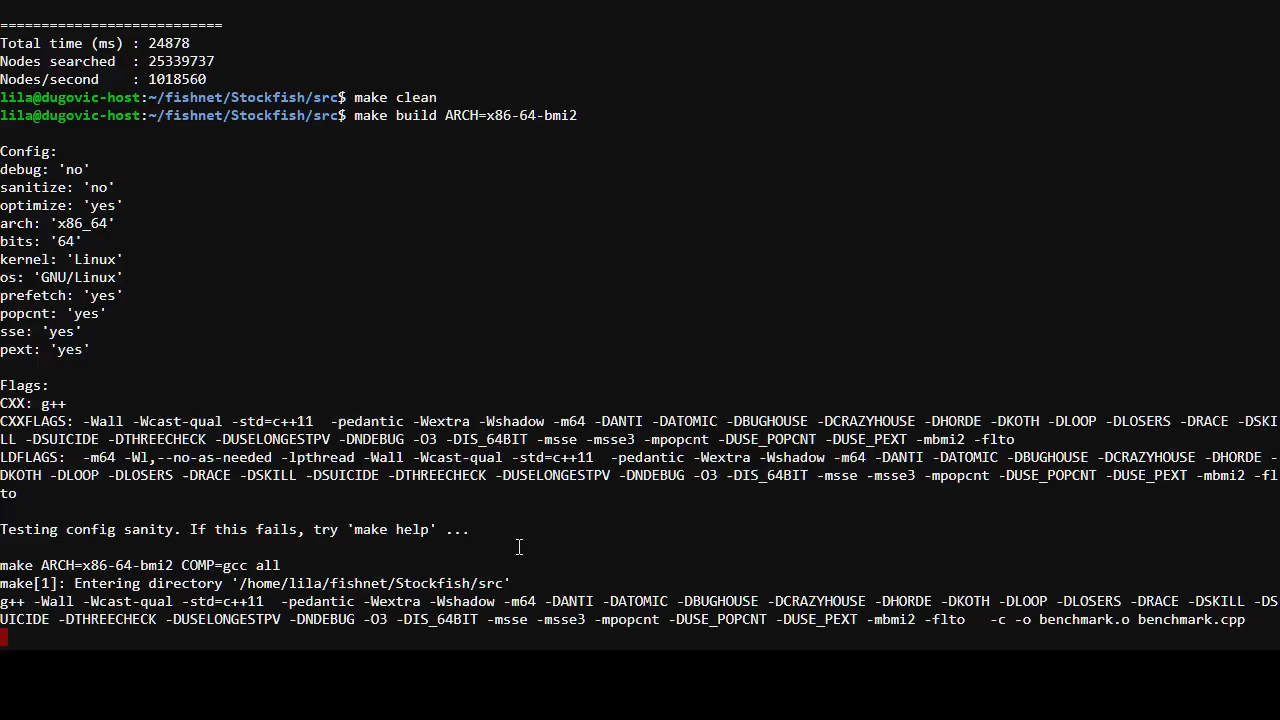 ===========================
Total time (ms) : 24878
Nodes searched  : 25339737
Nodes/second    : 1018560
lila@dugovic-host:~/fishnet/Stockfish/src$ make clean
lila@dugovic-host:~/fishnet/Stockfish/src$ make build ARCH=x86-64-bmi2
Config:
debug: 'no'
sanitize: 'no'
optimize: 'yes'
arch: 'x86_64'
bits: '64'
kernel: 'Linux'
os: 'GNU/Linux'
prefetch: 'yes'
popcnt: 'yes'
sse: 'yes'
pext: 'yes'
Flags:
CXX: g++
CXXFLAGS: -Wall -Wcast-qual -std=c++11  -pedantic -Wextra -Wshadow -m64 -DANTI -DATOMIC -DBUGHOUSE -DCRAZYHOUSE -DHORDE -DKOTH -DLOOP -DLOSERS -DRACE -DSKI
LL -DSUICIDE -DTHREECHECK -DUSELONGESTPV -DNDEBUG -O3 -DIS_64BIT -msse -msse3 -mpopcnt -DUSE_POPCNT -DUSE_PEXT -mbmi2 -flto
LDFLAGS:  -m64 -Wl,--no-as-needed -lpthread -Wall -Wcast-qual -std=c++11  -pedantic -Wextra -Wshadow -m64 -DANTI -DATOMIC -DBUGHOUSE -DCRAZYHOUSE -DHORDE -
DKOTH -DLOOP -DLOSERS -DRACE -DSKILL -DSUICIDE -DTHREECHECK -DUSELONGESTPV -DNDEBUG -O3 -DIS_64BIT -msse -msse3 -mpopcnt -DUSE_POPCNT -DUSE_PEXT -mbmi2 -fl
to
Testing config sanity. If this fails, try 'make help' ...
make ARCH=x86-64-bmi2 COMP=gcc all
make[1]: Entering directory '/home/lila/fishnet/Stockfish/src'
g++ -Wall -Wcast-qual -std=c++11  -pedantic -Wextra -Wshadow -m64 -DANTI -DATOMIC -DBUGHOUSE -DCRAZYHOUSE -DHORDE -DKOTH -DLOOP -DLOSERS -DRACE -DSKILL -DS
UICIDE -DTHREECHECK -DUSELONGESTPV -DNDEBUG -O3 -DIS_64BIT -msse -msse3 -mpopcnt -DUSE_POPCNT -DUSE_PEXT -mbmi2 -flto   -c -o benchmark.o benchmark.cpp